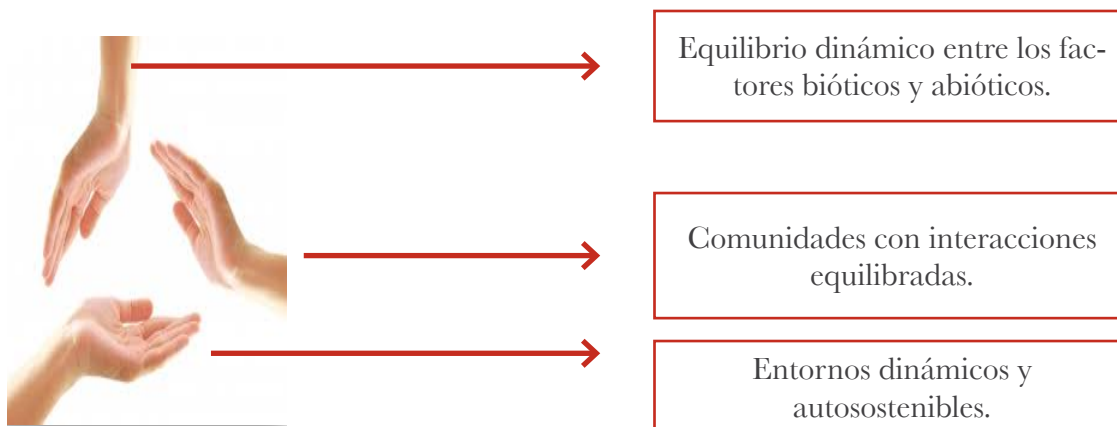 Equilibrio dinámico entre los fac-
tores bióticos y abióticos.
Comunidades con interacciones
equilibradas.
Entornos dinámicos y
autosostenibles.